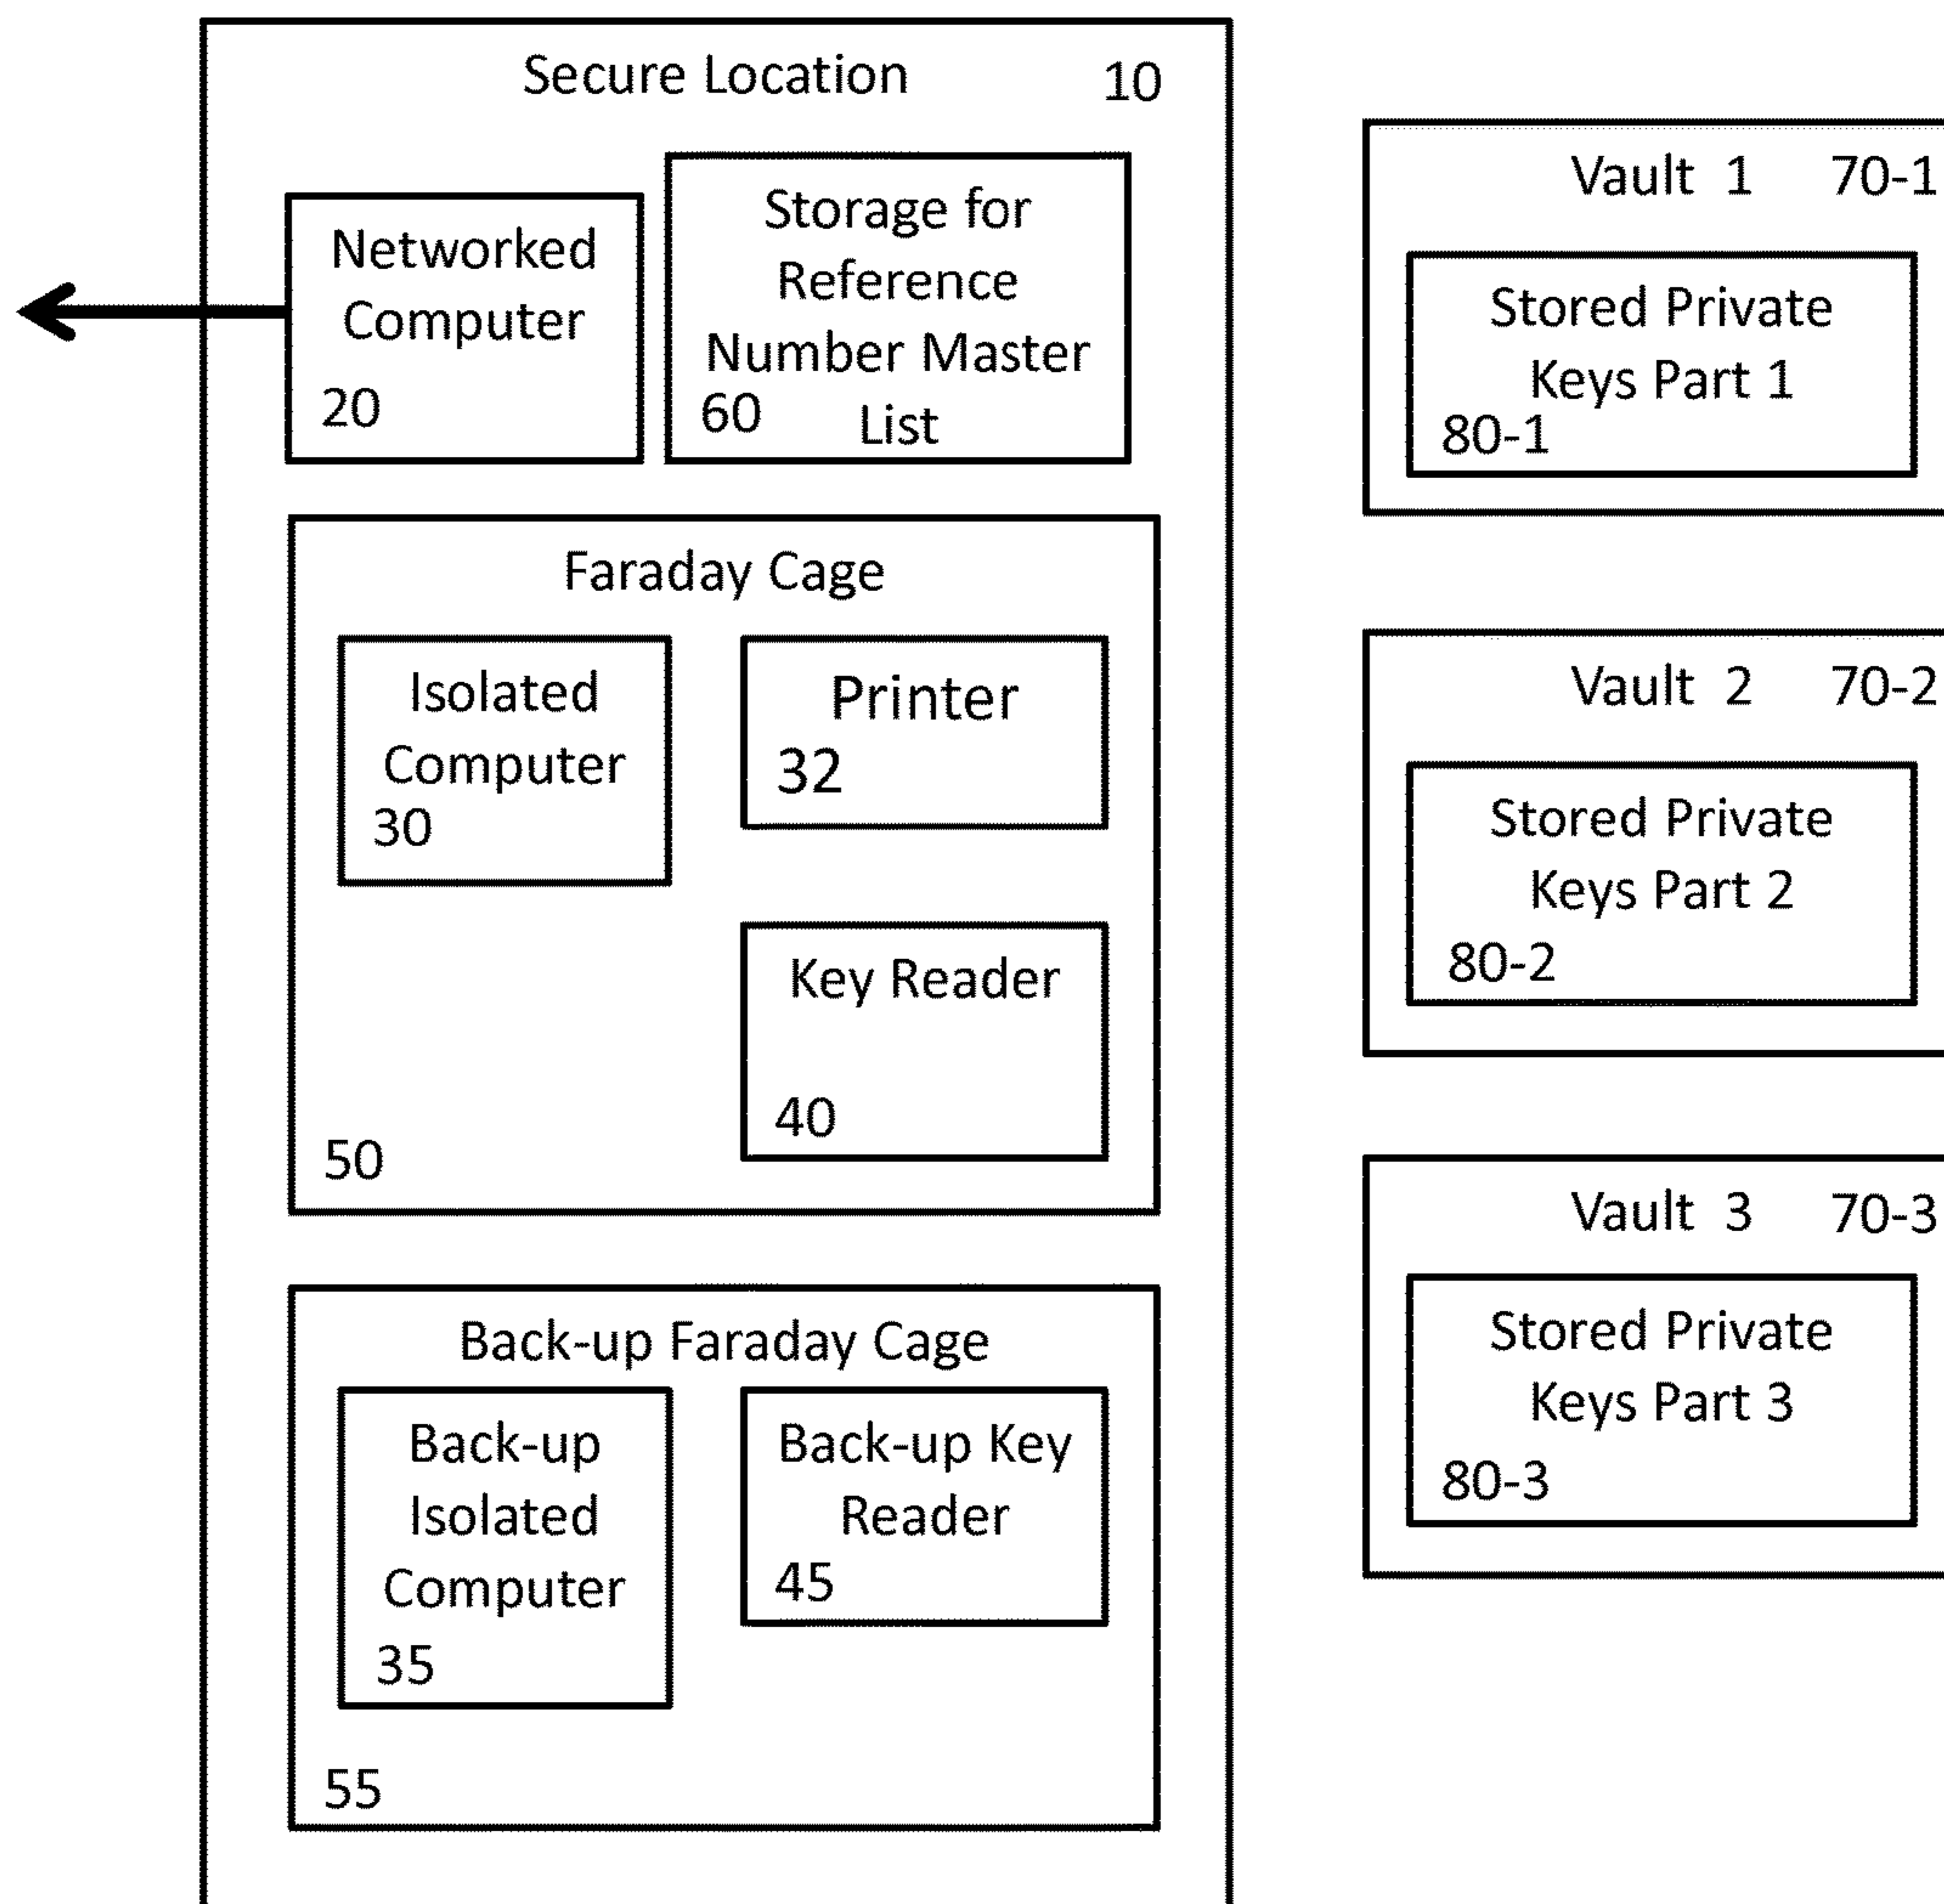 Secure Location 10
Networked
Computer
20
Storage for
Reference
Number Master
60 List
Faraday Cage
Isolated
Computer
30
Printer
32
Key Reader
40
50
Back-up Faraday Cage
Back-up
Isolated
Computer
35
Back-up Key
Reader
45
55
Vault 1 70-1
Stored Private
Keys Part 1
80-1
Vault 2 70-2
Stored Private
Keys Part 2
80-2
Vault 3 70-3
Stored Private
Keys Part 3
80-3